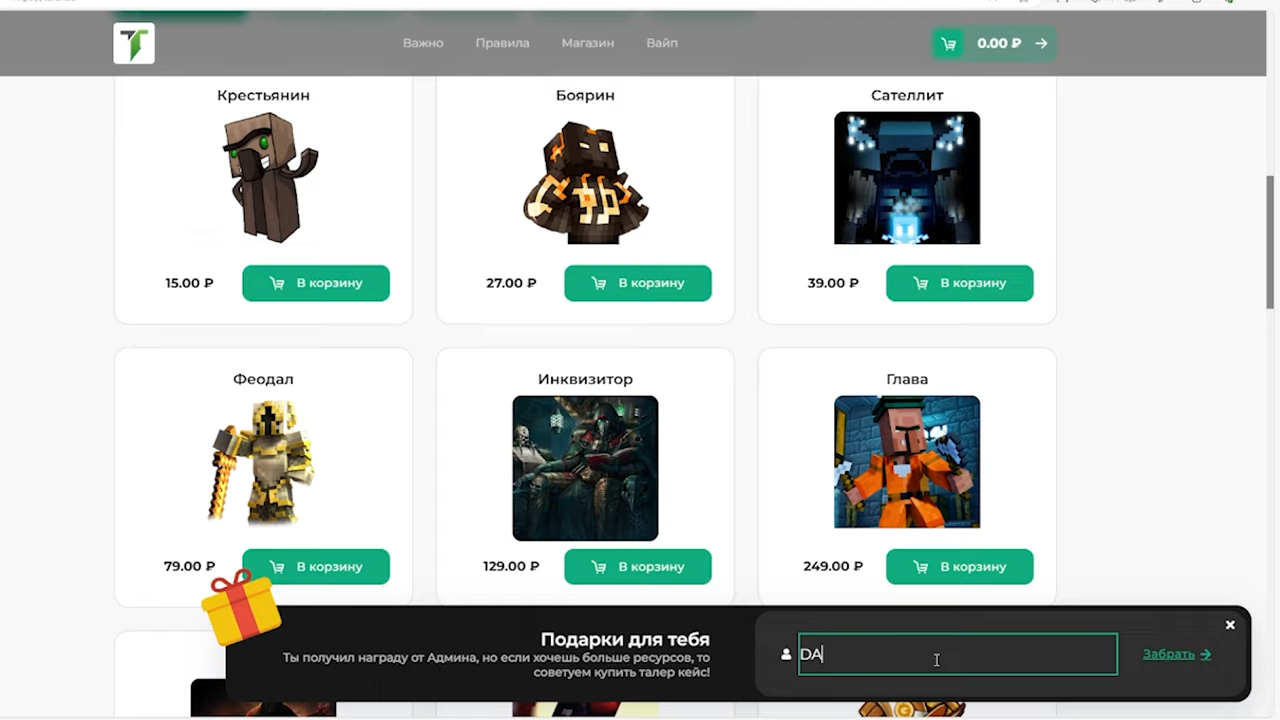 Важно Правила Магазин Вайп 0.00 ₽
Крестьянин Боярин Сателлит
15.00 ₽ В корзину 27.00 ₽ В корзину 39.00 ₽ В корзину
Феодал Инквизитор Глава
79.00 ₽ В корзину 129.00 ₽ В корзину 249.00 ₽ В корзину
Подарки для тебя
Ты получил награду от Админа, но если хочешь больше ресурсов, то
советуем купить талер кейс!
DA
Забрать